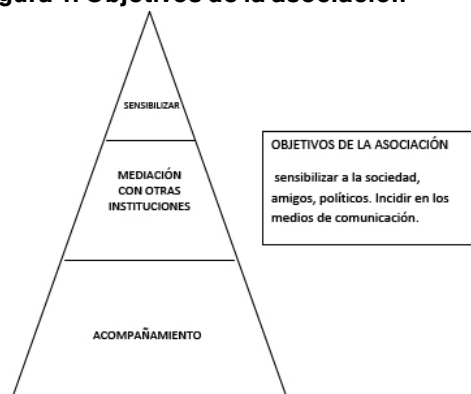 Figura 1. Objetivos de la asociación
SENSIBILIZAR
MEDIACIÓN
CON OTRAS
INSTITUCIONES
ACOMPAÑAMIENTO
OBJETIVOS DE LA ASOCIACIÓN
sensibilizar a la sociedad,
amigos, políticos. Incidir en los
medios de comunicación.